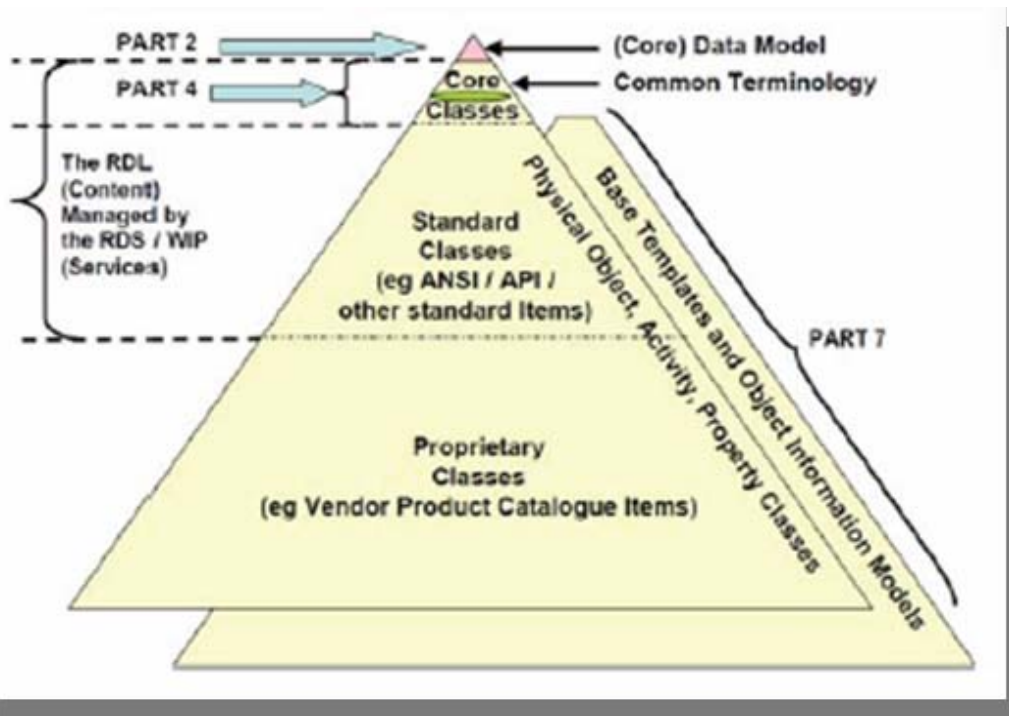 PART 2
(Core) Data Model
PART 4
Core
Classes
Common Terminology
The RDL
(Content)
Managed by
the RDS / WIP
(Services)
Standard
Classes
(eg ANSI / API /
other standard Items)
Physical Object, Activity, Property Classes
Base Templates and Object Information Models
PART 7
Proprietary
Classes
(eg Vendor Product Catalogue Items)